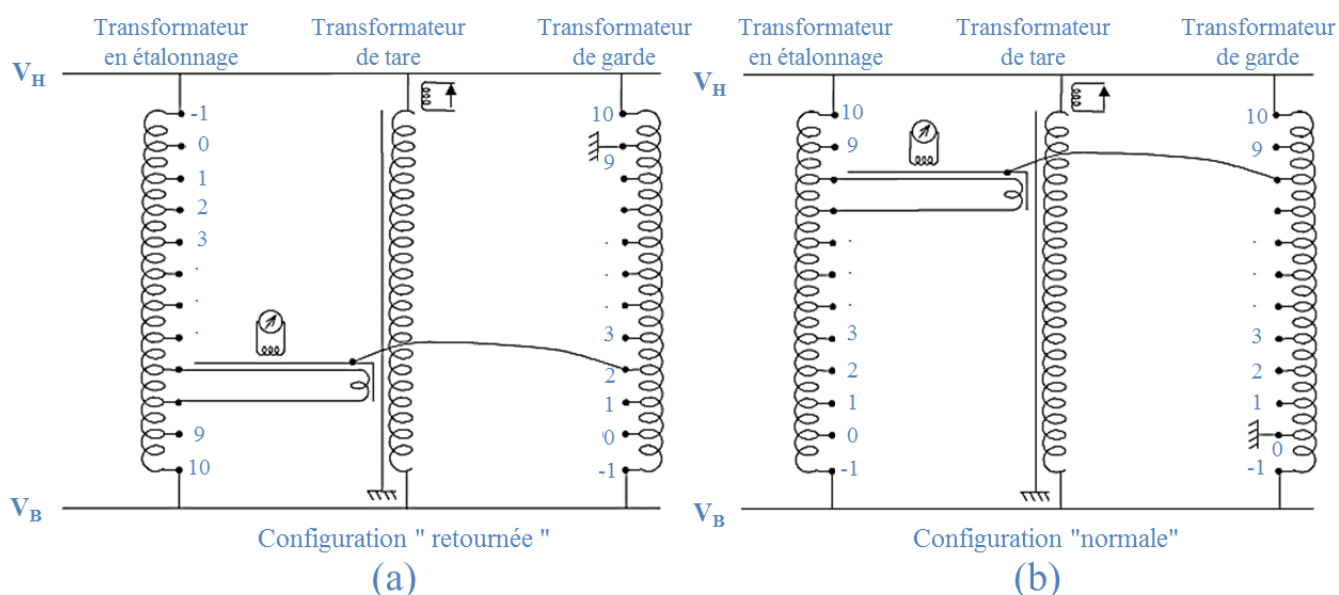 Transformateur en étalonnage
Transformateur de tare
Transformateur de garde
V_H
-1
0
1
2
3
.
.
.
9
10
10
9
.
.
.
3
2
1
0
-1
V_B
Configuration " retournée "
(a)
Transformateur en étalonnage
Transformateur de tare
Transformateur de garde
V_H
10
9
.
.
.
3
2
1
0
-1
10
9
.
.
.
3
2
1
0
-1
V_B
Configuration "normale"
(b)